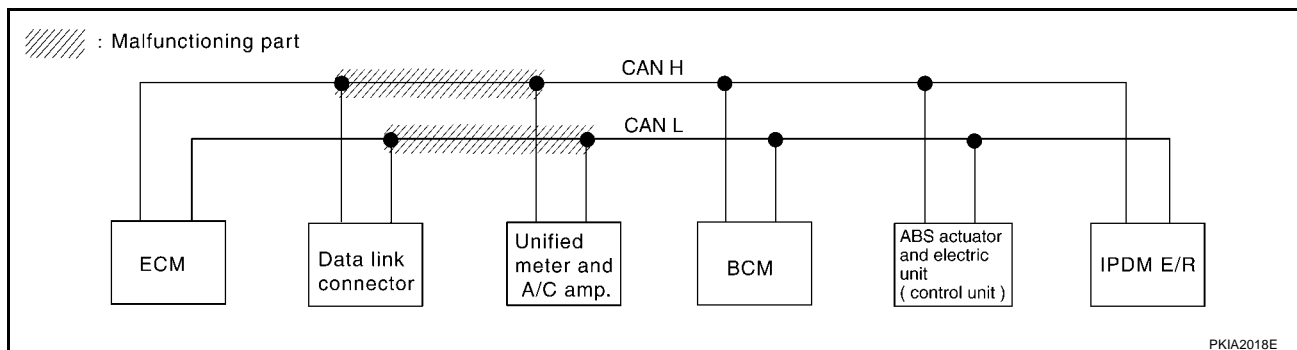 : Malfunctioning part
CAN H
CAN L
ECM
Data link
connector
Unified
meter and
A/C amp.
BCM
ABS actuator
and electric
unit
( control unit )
IPDM E/R
PKIA2018E